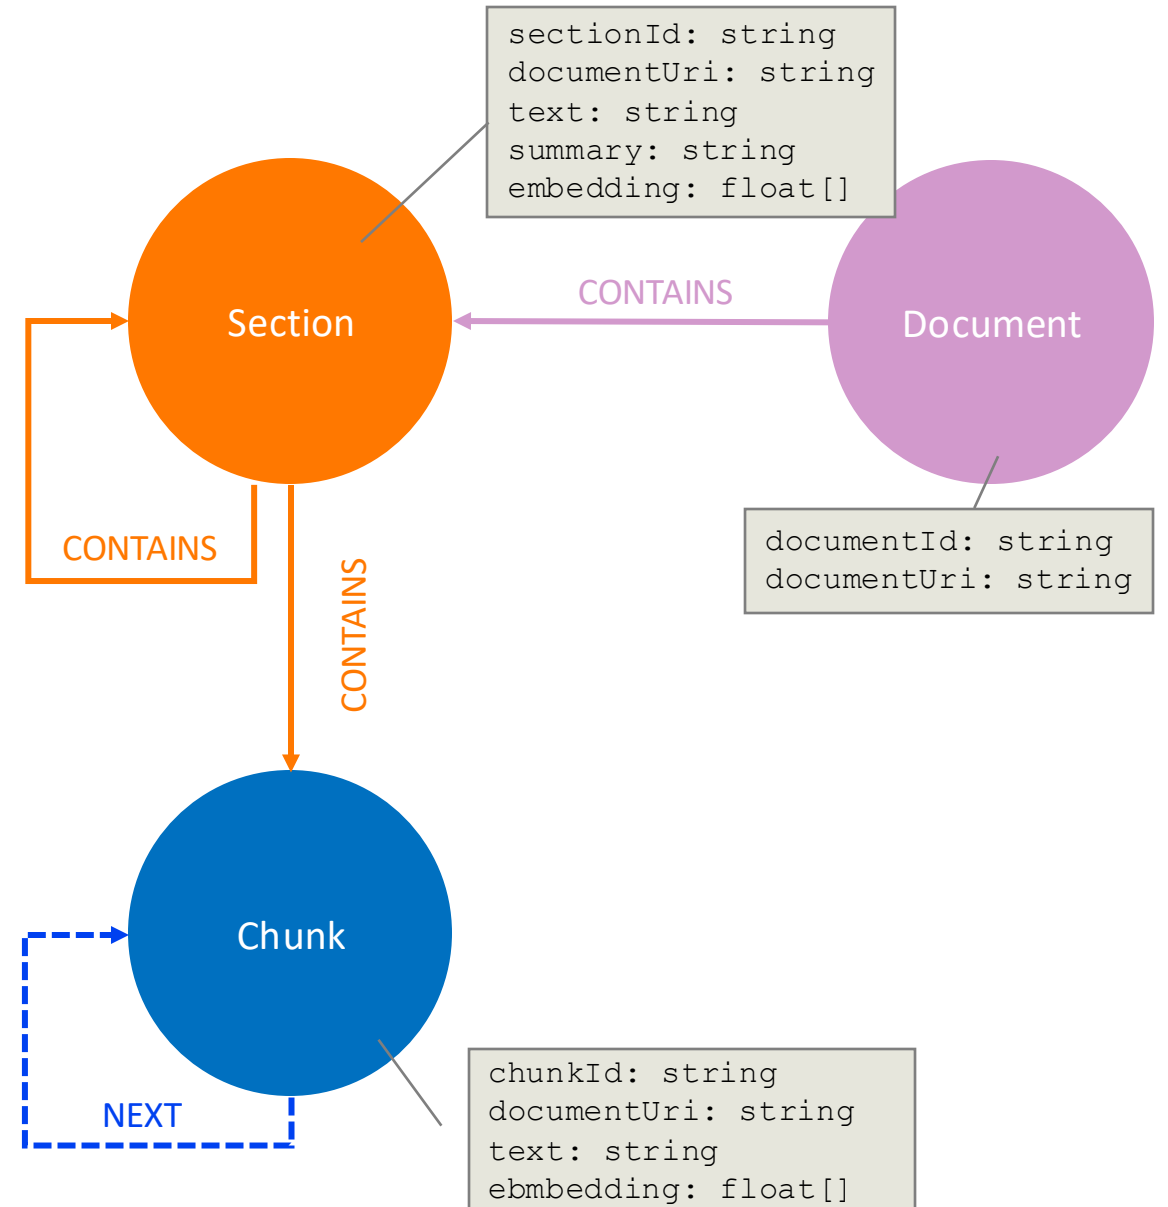 sectionId: string
documentUri: string
text: string
summary: string
embedding: float[]
Section
CONTAINS
Document
CONTAINS
CONTAINS
documentId: string
documentUri: string
Chunk
NEXT
chunkId: string
documentUri: string
text: string
ebmbedding: float[]